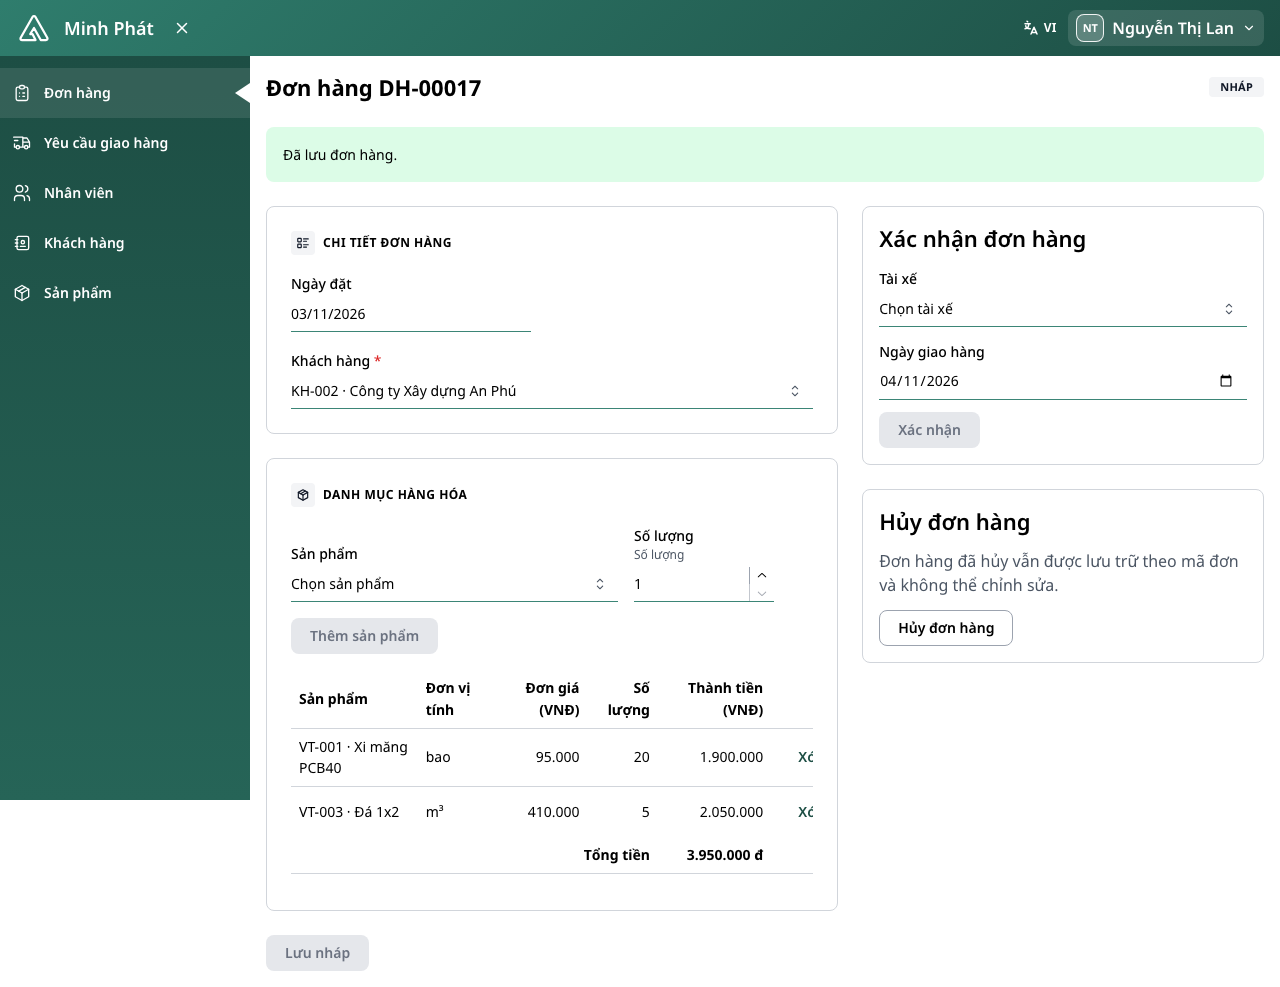 Minh Phát
VI
NT
Nguyễn Thị Lan
Đơn hàng
Yêu cầu giao hàng
Nhân viên
Khách hàng
Sản phẩm
Đơn hàng DH-00017
NHÁP
Đã lưu đơn hàng.
CHI TIẾT ĐƠN HÀNG
Ngày đặt
03/11/2026
Khách hàng *
KH-002 · Công ty Xây dựng An Phú
DANH MỤC HÀNG HÓA
Sản phẩm
Chọn sản phẩm
Số lượng
Số lượng
1
Thêm sản phẩm
Sản phẩm
Đơn vị
tính
Đơn giá
(VNĐ)
Số
lượng
Thành tiền
(VNĐ)
VT-001 · Xi măng
PCB40
bao
95.000
20
1.900.000
VT-003 · Đá 1x2
m³
410.000
5
2.050.000
Tổng tiền
3.950.000 đ
Lưu nháp
Xác nhận đơn hàng
Tài xế
Chọn tài xế
Ngày giao hàng
04/11/2026
Xác nhận
Hủy đơn hàng
Đơn hàng đã hủy vẫn được lưu trữ theo mã đơn
và không thể chỉnh sửa.
Hủy đơn hàng